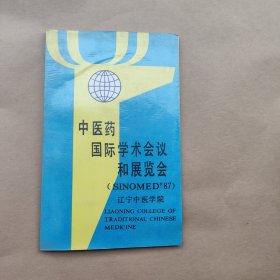 中医药
国际学术会议
和展览会
(SINOMED'87)
辽宁中医学院
LIAONING COLLEGE OF
TRADITIONAL CHINESE
MEDICINE